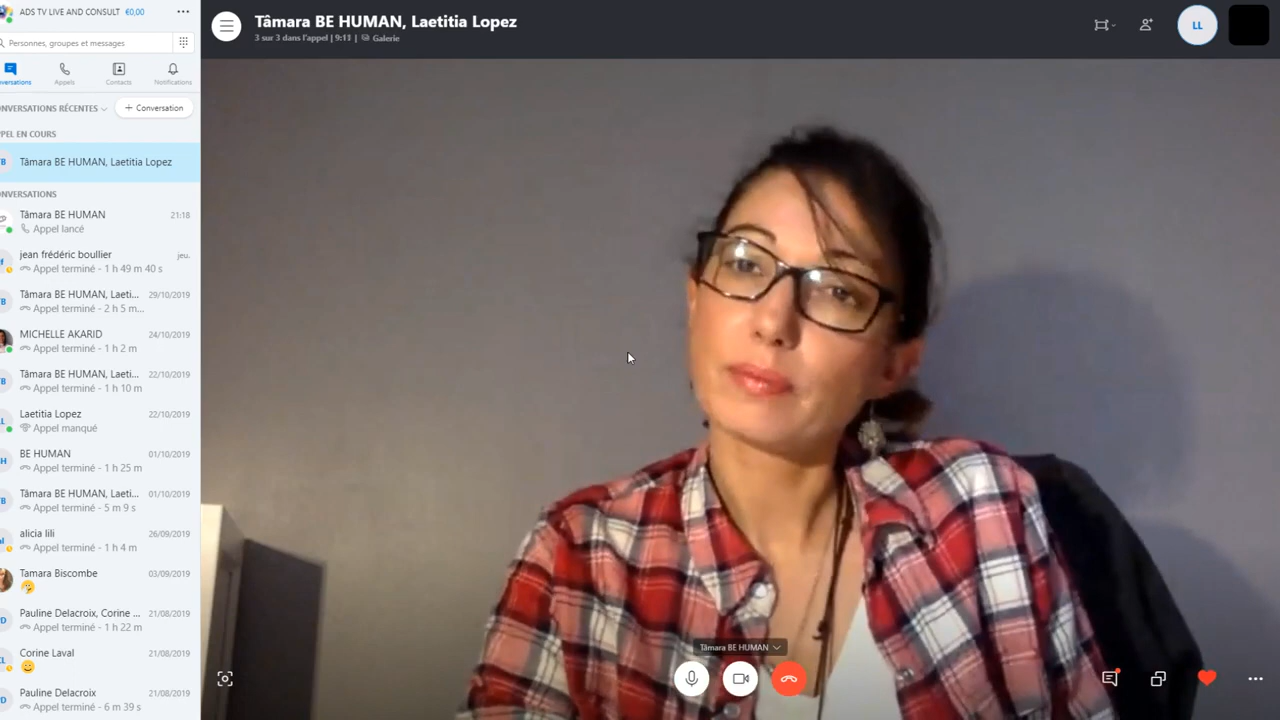 ADS TV LIVE AND CONSULT €0,00
Personnes, groupes et messages
nversations
Appels
Contacts
Notifications
ONVERSATIONS RÉCENTES
+ Conversation
PPEL EN COURS
Tâmara BE HUMAN, Laetitia Lopez
ONVERSATIONS
Tâmara BE HUMAN 21:18
Appel lancé
jean frédéric boullier jeu.
Appel terminé - 1 h 49 m 40 s
Tâmara BE HUMAN, Laeti... 29/10/2019
Appel terminé - 2 h 5 m...
MICHELLE AKARID 24/10/2019
Appel terminé - 1 h 2 m
Tâmara BE HUMAN, Laeti... 22/10/2019
Appel terminé - 1 h 10 m
Laetitia Lopez 22/10/2019
Appel manqué
BE HUMAN 01/10/2019
Appel terminé - 1 h 25 m
Tâmara BE HUMAN, Laeti... 01/10/2019
Appel terminé - 5 m 9 s
alicia lili 26/09/2019
Appel terminé - 1 h 4 m
Tamara Biscombe 03/09/2019
Pauline Delacroix, Corine ... 21/08/2019
Appel terminé - 1 h 22 m
Corine Laval 21/08/2019
Pauline Delacroix 21/08/2019
Appel terminé - 6 m 39 s
Tâmara BE HUMAN, Laetitia Lopez
3 sur 3 dans l'appel | 9:11 | Galerie
LL
Tâmara BE HUMAN